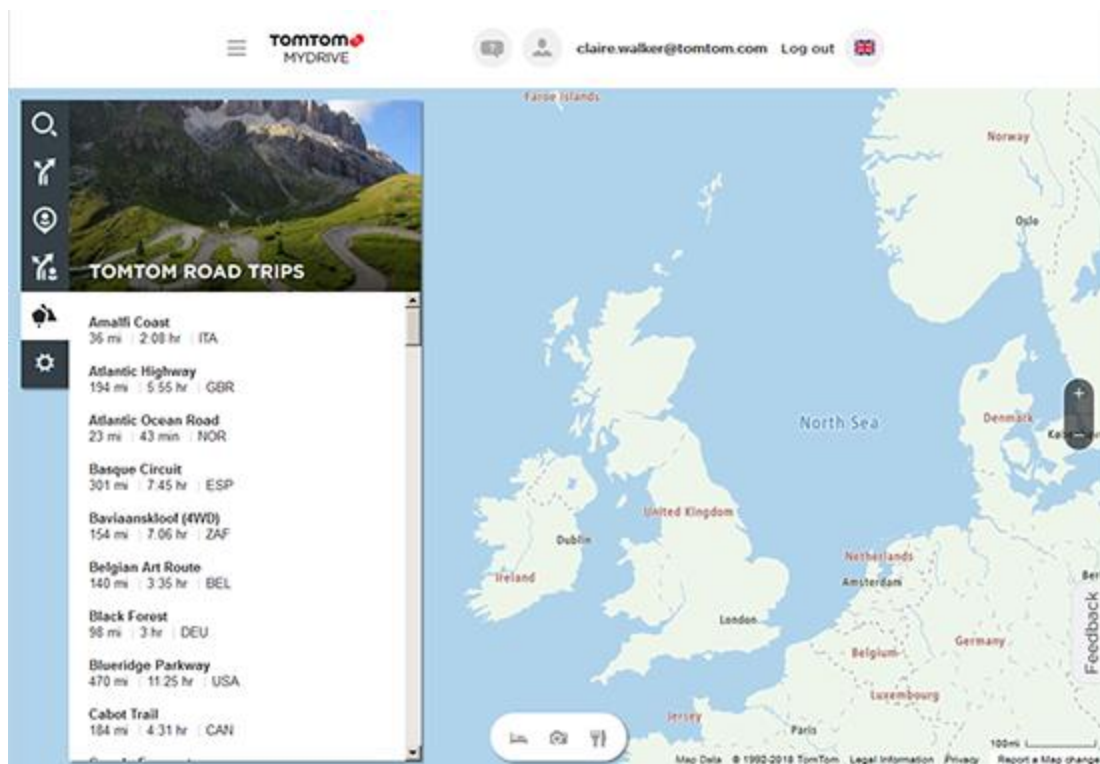 TOMTOM
MYDRIVE
claire.walker@tomtom.com Log out
TOMTOM ROAD TRIPS
Amalfi Coast
36 mi 2:08 hr ITA
Atlantic Highway
194 mi 5:55 hr GBR
Atlantic Ocean Road
23 mi 43 min NOR
Basque Circuit
301 mi 7:45 hr ESP
Baviaanskloof (4WD)
154 mi 7:06 hr ZAF
Belgian Art Route
140 mi 3:35 hr BEL
Black Forest
98 mi 3 hr DEU
Blueridge Parkway
470 mi 11:25 hr USA
Cabot Trail
184 mi 4:31 hr CAN
Faroe Islands
Norway
Oslo
North Sea
Denmark
United Kingdom
Dublin
Ireland
Netherlands
Amsterdam
London
Germany
Belgium
Luxembourg
Jersey
Paris
+
Feedback
100mi
Map Data © 1992-2018 TomTom Legal Information Privacy Report a Map change